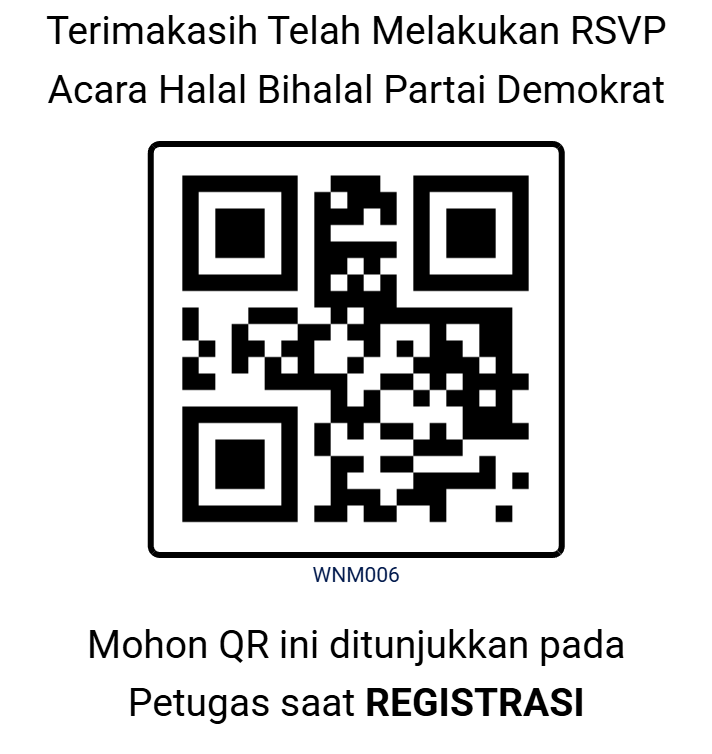 Terimakasih Telah Melakukan RSVP
Acara Halal Bihalal Partai Demokrat
WNM006
Mohon QR ini ditunjukkan pada
Petugas saat REGISTRASI